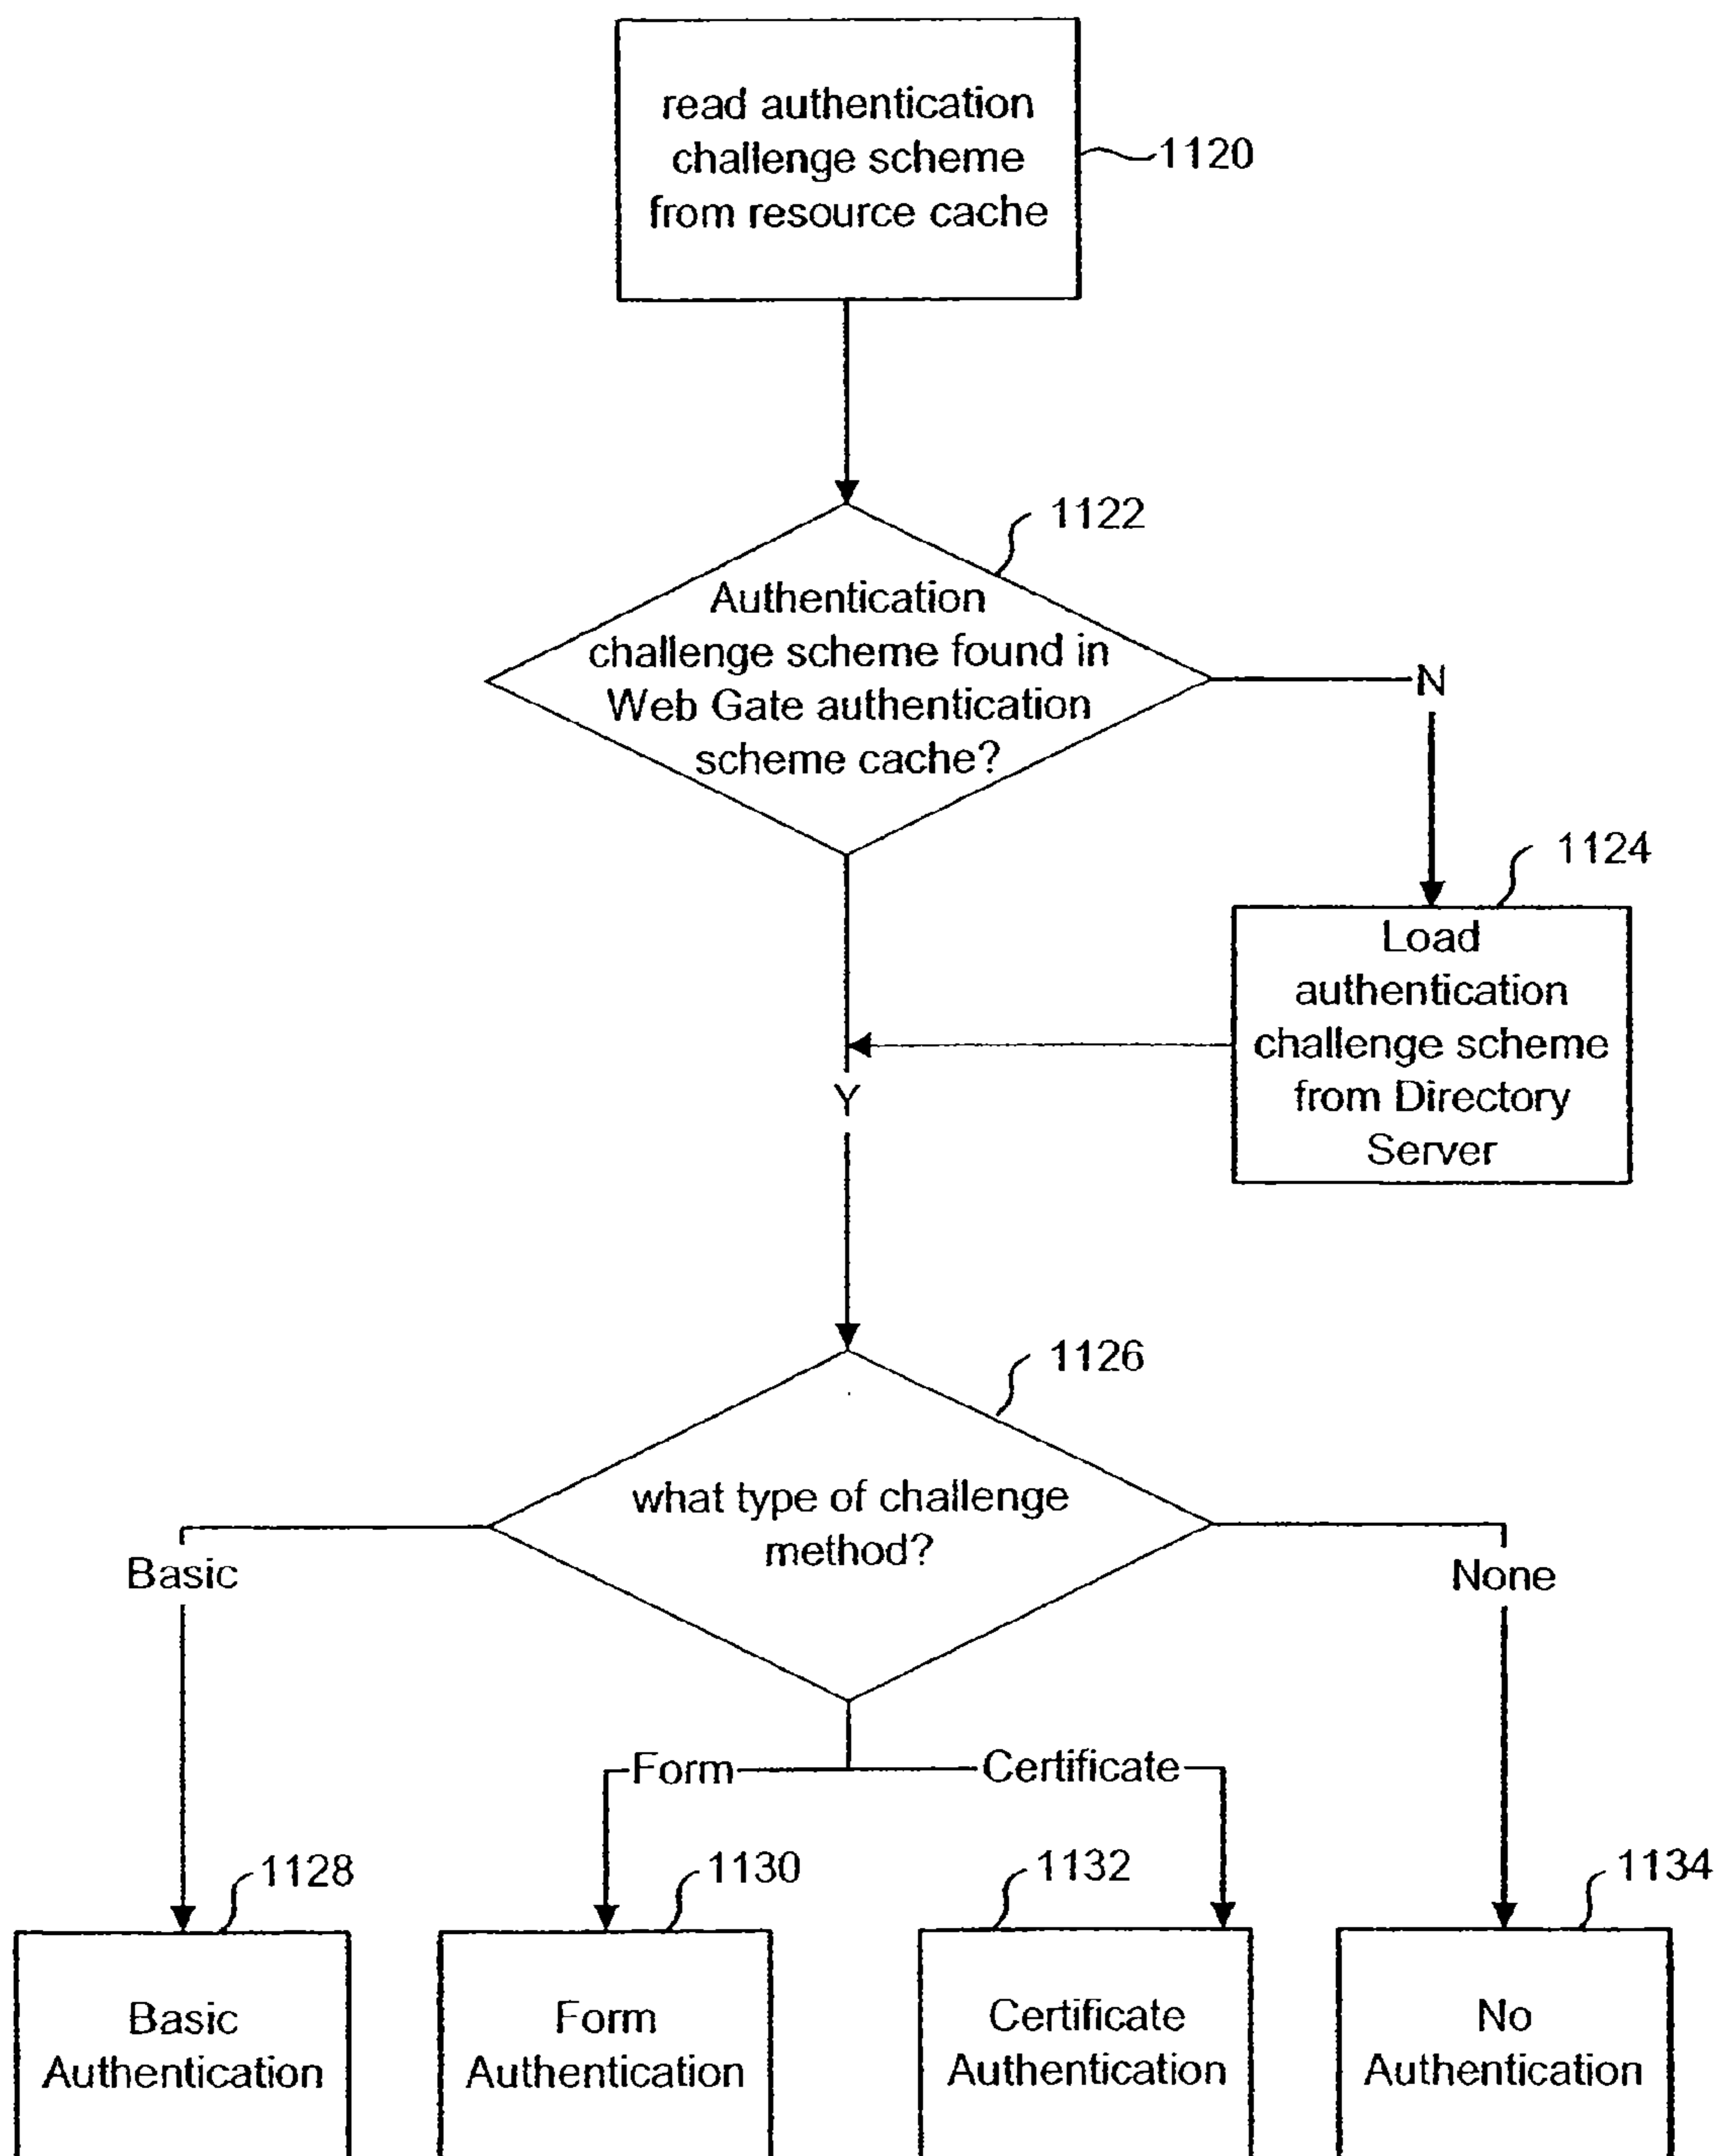 read authentication
challenge scheme
from resource cache
1120
1122
Authentication
challenge scheme found in
Web Gate authentication
scheme cache?
N
1124
Load
authentication
challenge scheme
from Directory
Server
Y
1126
what type of challenge
method?
Basic
None
Form
Certificate
1128
1130
1132
1134
Basic
Authentication
Form
Authentication
Certificate
Authentication
No
Authentication